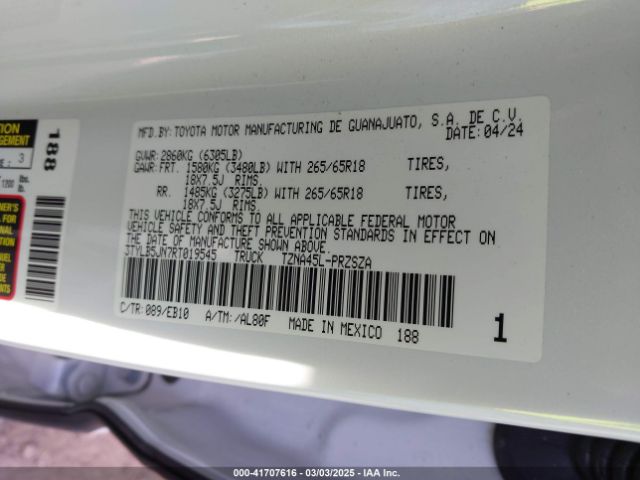 MFD.BY: TOYOTA MOTOR MANUFACTURING DE GUANAJUATO, S.A. DE C.V.
DATE: 04/24
GVWR: 2860KG (6305LB)
GAWR: FRT. 1580KG (3480LB) WITH 265/65R18 TIRES,
18X7.5J RIMS
RR. 1485KG (3275LB) WITH 265/65R18 TIRES,
18X7.5J RIMS
THIS VEHICLE CONFORMS TO ALL APPLICABLE FEDERAL MOTOR
VEHICLE SAFETY AND THEFT PREVENTION STANDARDS IN EFFECT ON
THE DATE OF MANUFACTURE SHOWN ABOVE.
3TYLB5JN7RT019545 TRUCK TZNA45L-PRZSZA
C/TR: 089/EB10 A/TM: /AL80F MADE IN MEXICO 188
1
188
3
1200 lbs.
000-41707616 - 03/03/2025 - IAA Inc.